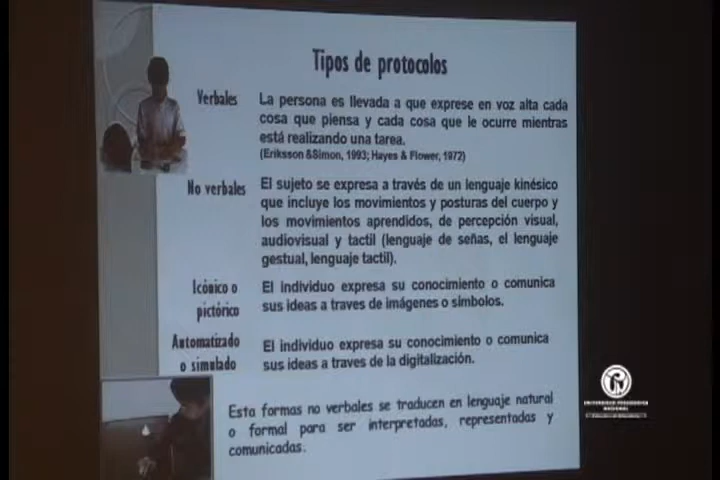 Tipos de protocolos
Verbales
La persona es llevada a que exprese en voz alta cada
cosa que piensa y cada cosa que le ocurre mientras
está realizando una tarea.
(Eriksson &Simon, 1993; Hayes & Flower, 1972)
No verbales
El sujeto se expresa a través de un lenguaje kinésico
que incluye los movimientos y posturas del cuerpo y
los movimientos aprendidos, de percepción visual,
audiovisual y tactil (lenguaje de señas, el lenguaje
gestual, lenguaje tactil).
Icónico o
pictórico
El individuo expresa su conocimiento o comunica
sus ideas a traves de imágenes o simbolos.
Automatizado
o simulado
El individuo expresa su conocimiento o comunica
sus ideas a traves de la digitalización.
Esta formas no verbales se traducen en lenguaje natural
o formal para ser interpretadas, representadas y
comunicadas.
UNIVERSIDAD PEDAGOGICA
NACIONAL